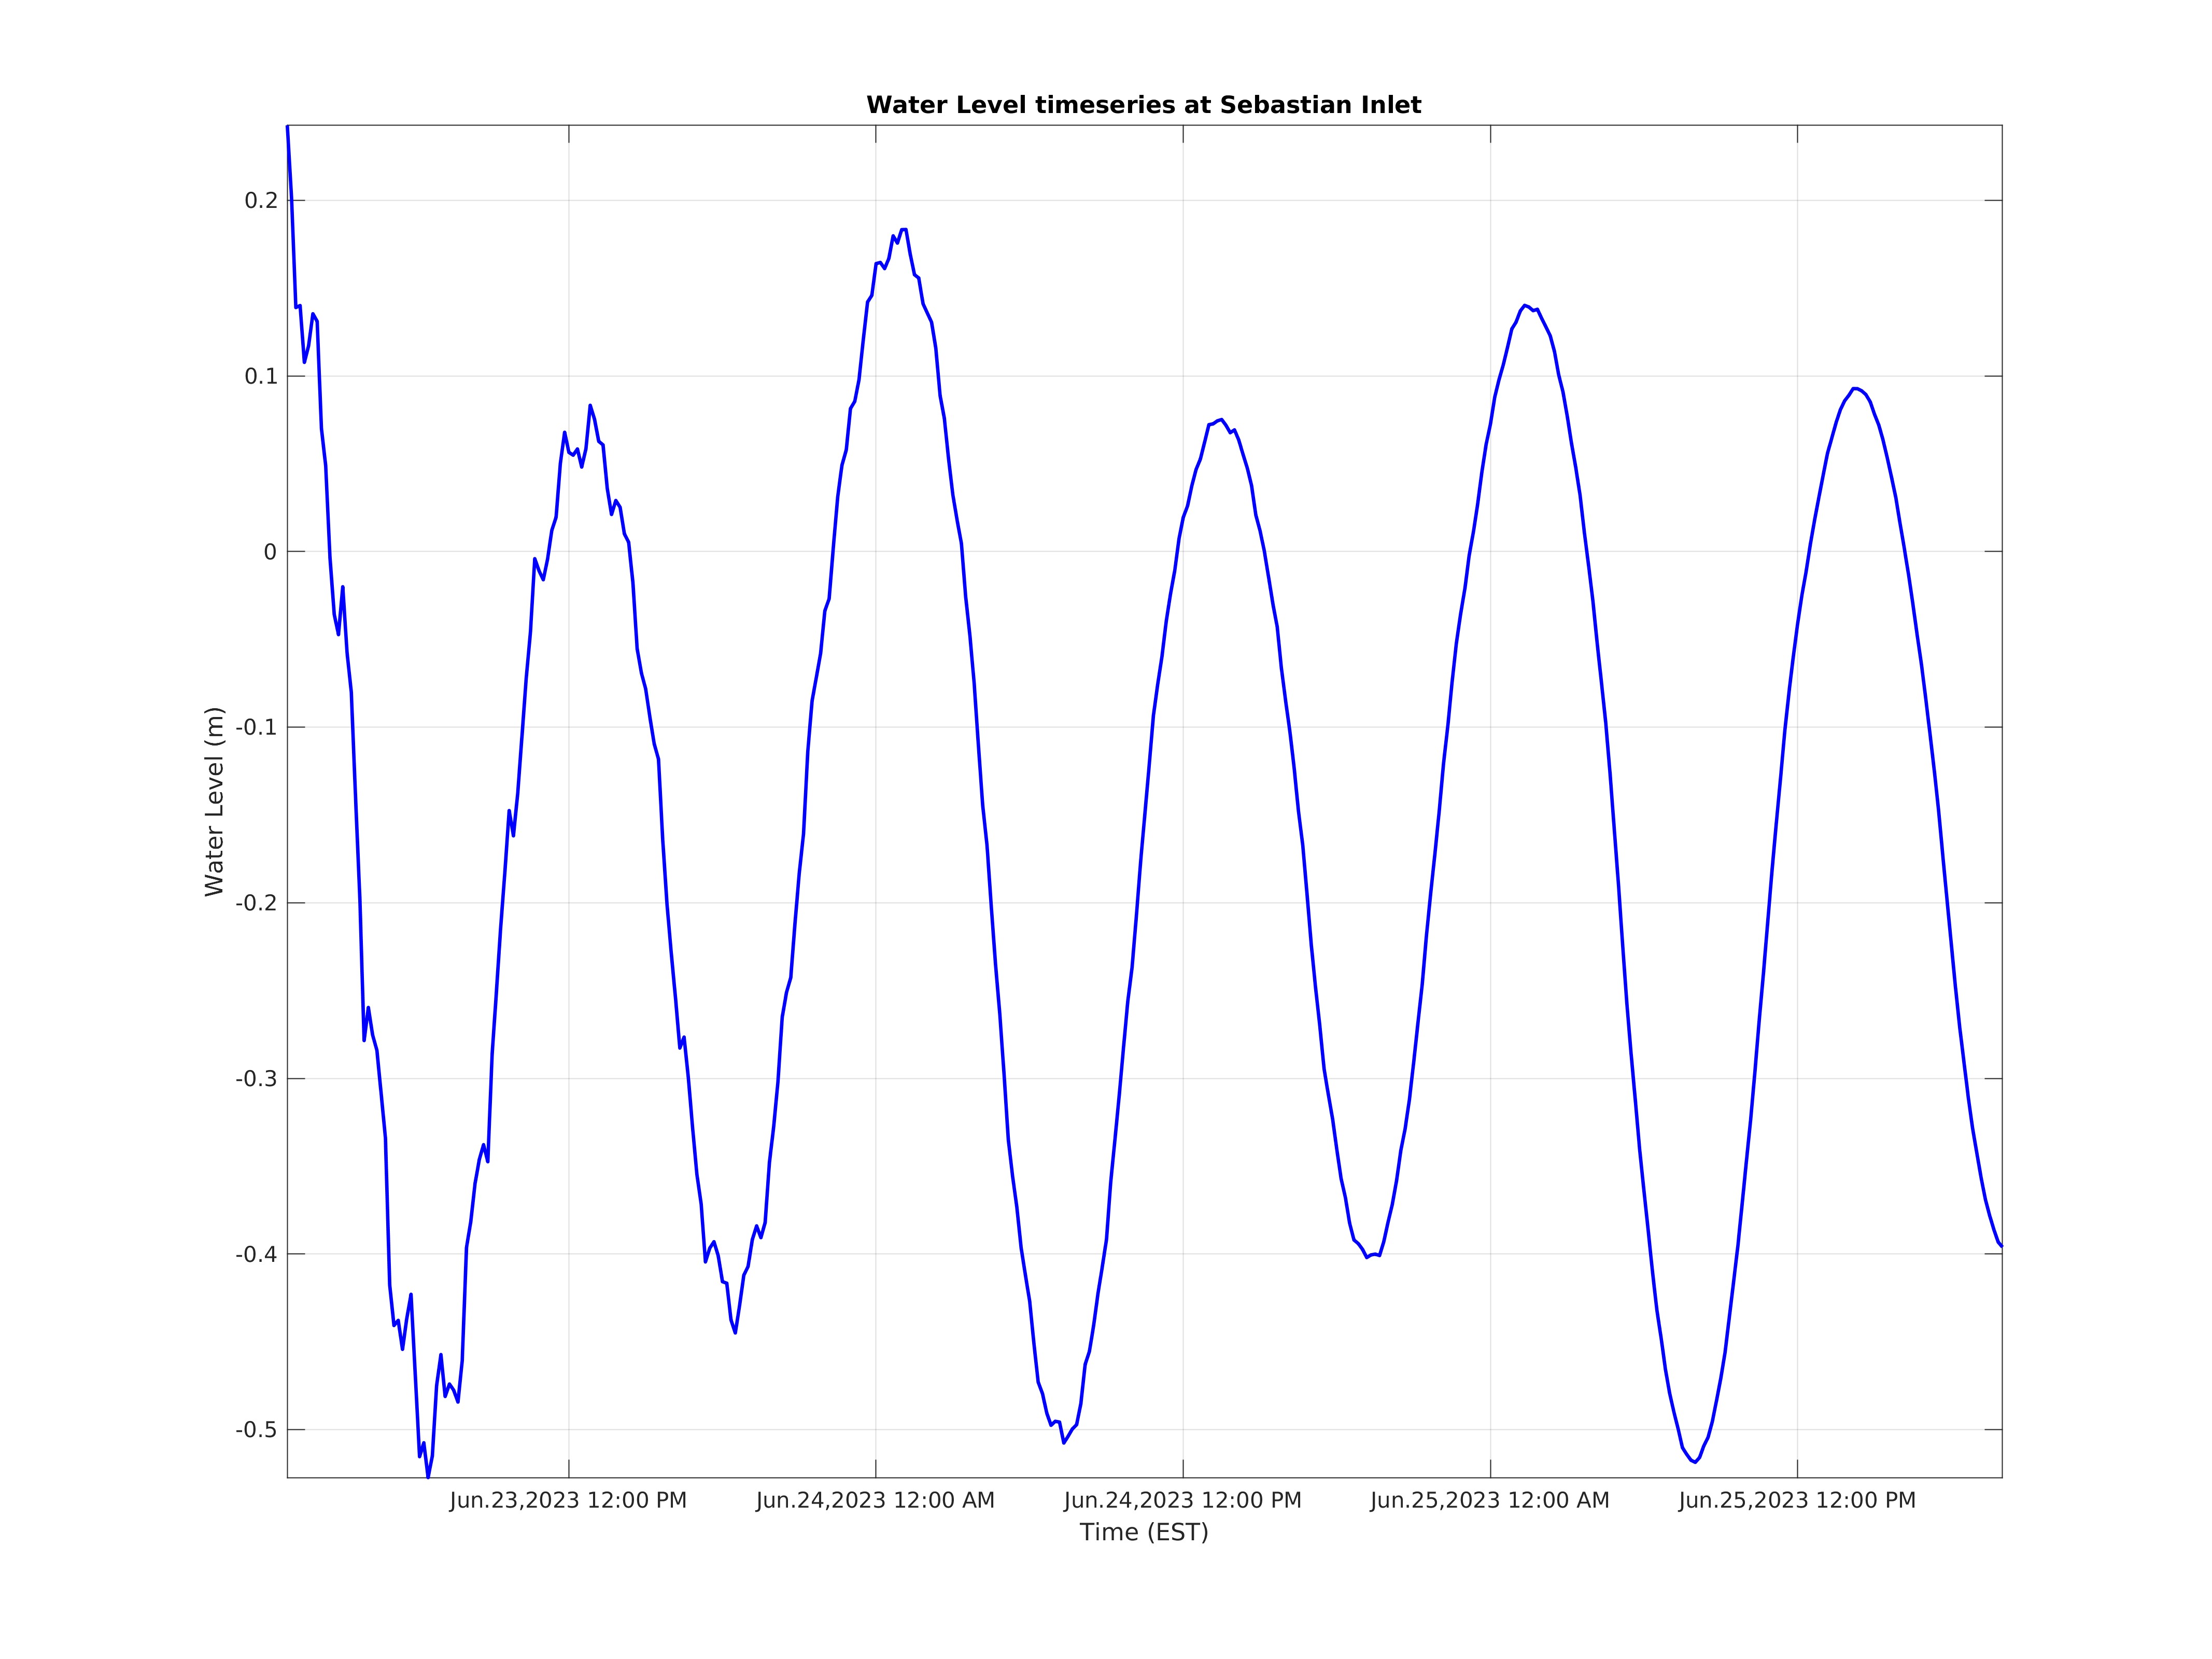 Water Level timeseries at Sebastian Inlet
0.2
0.1
0
-0.1
-0.2
-0.3
-0.4
-0.5
Water Level (m)
Jun.23,2023 12:00 PM
Jun.24,2023 12:00 AM
Jun.24,2023 12:00 PM
Jun.25,2023 12:00 AM
Jun.25,2023 12:00 PM
Time (EST)